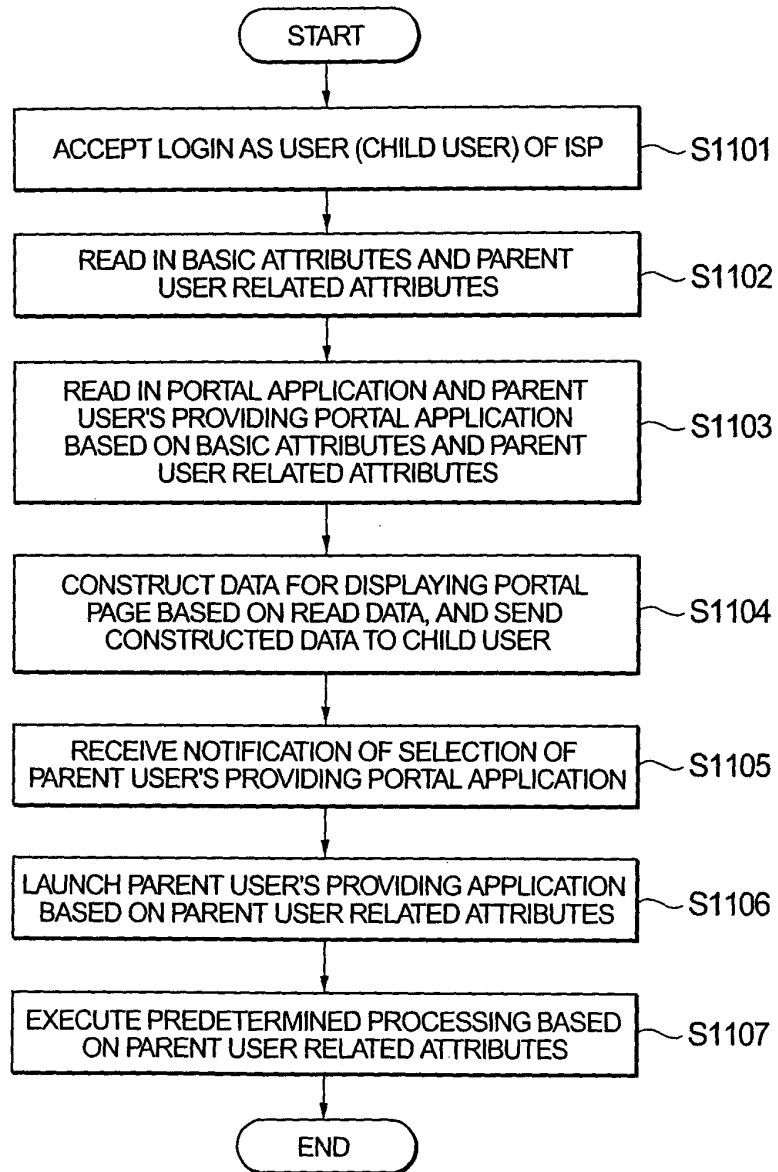 START
ACCEPT LOGIN AS USER (CHILD USER) OF ISP
S1101
READ IN BASIC ATTRIBUTES AND PARENT
USER RELATED ATTRIBUTES
S1102
READ IN PORTAL APPLICATION AND PARENT
USER'S PROVIDING PORTAL APPLICATION
BASED ON BASIC ATTRIBUTES AND PARENT
USER RELATED ATTRIBUTES
S1103
CONSTRUCT DATA FOR DISPLAYING PORTAL
PAGE BASED ON READ DATA, AND SEND
CONSTRUCTED DATA TO CHILD USER
S1104
RECEIVE NOTIFICATION OF SELECTION OF
PARENT USER'S PROVIDING PORTAL APPLICATION
S1105
LAUNCH PARENT USER'S PROVIDING APPLICATION
BASED ON PARENT USER RELATED ATTRIBUTES
S1106
EXECUTE PREDETERMINED PROCESSING BASED
ON PARENT USER RELATED ATTRIBUTES
S1107
END